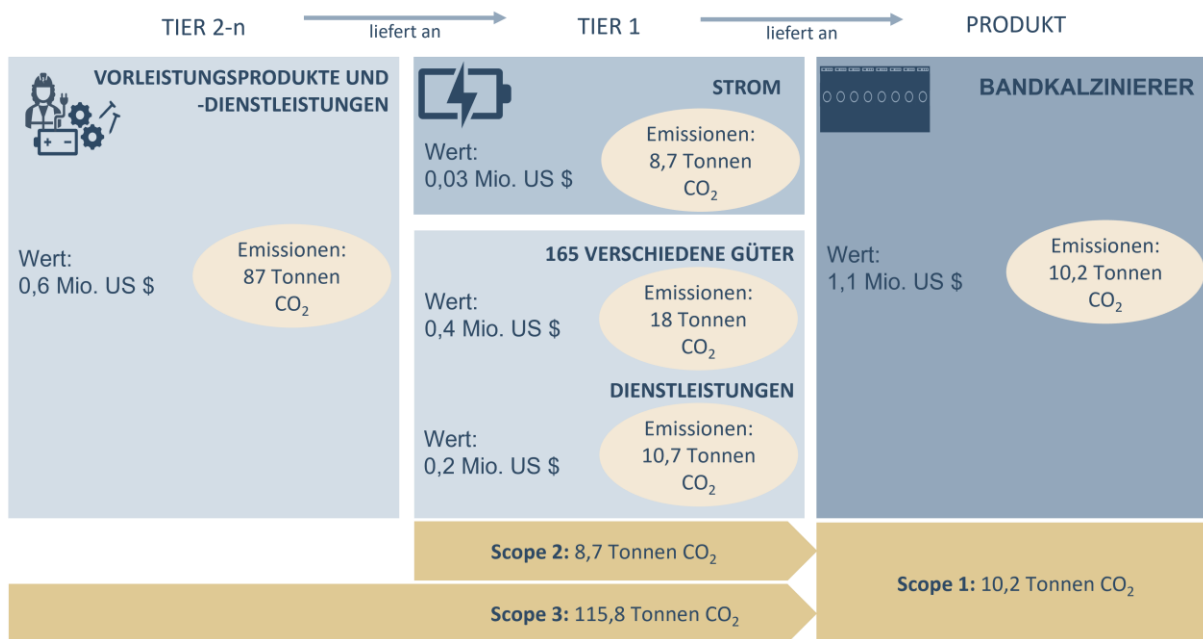 TIER 2-n
liefert an
TIER 1
liefert an
PRODUKT
VORLEISTUNGSPRODUKTE UND
-DIENSTLEISTUNGEN
Wert:
0,6 Mio. US $
Emissionen:
87 Tonnen
CO₂
STROM
Wert:
0,03 Mio. US $
Emissionen:
8,7 Tonnen
CO₂
165 VERSCHIEDENE GÜTER
Wert:
0,4 Mio. US $
Emissionen:
18 Tonnen
CO₂
DIENSTLEISTUNGEN
Wert:
0,2 Mio. US $
Emissionen:
10,7 Tonnen
CO₂
BANDKALZINIERER
Wert:
1,1 Mio. US $
Emissionen:
10,2 Tonnen
CO₂
Scope 2: 8,7 Tonnen CO₂
Scope 3: 115,8 Tonnen CO₂
Scope 1: 10,2 Tonnen CO₂